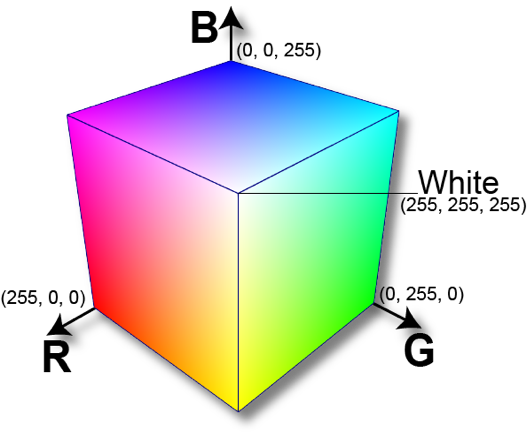 B
(0, 0, 255)
White
(255, 255, 255)
(255, 0, 0)
(0, 255, 0)
R
G